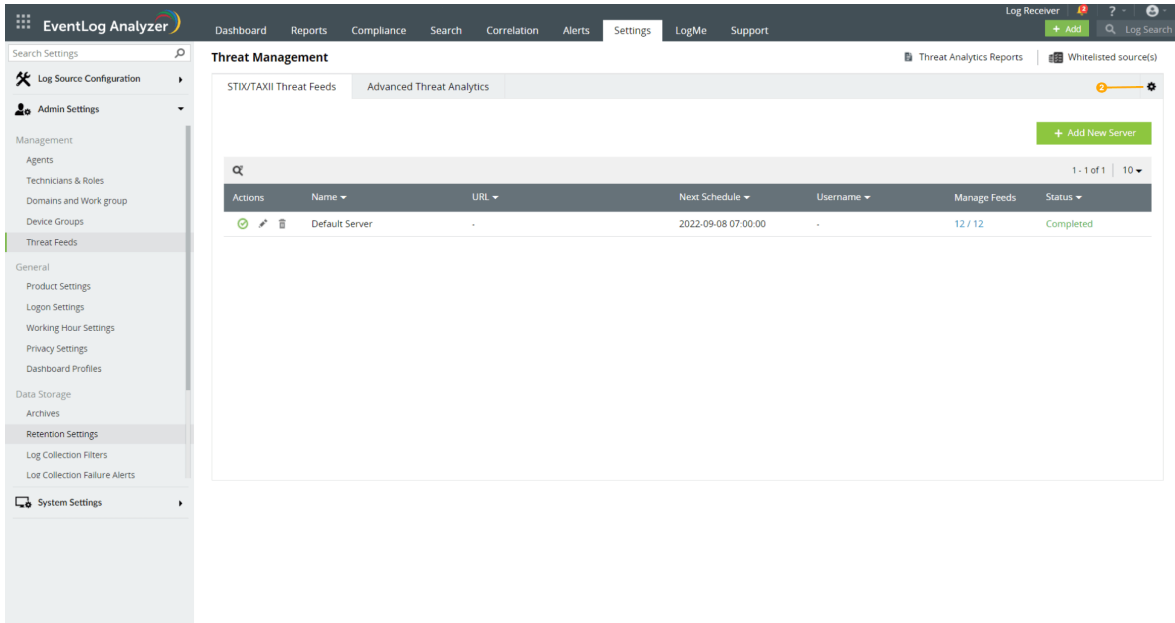 Log Receiver 2 ?
EventLog Analyzer
Dashboard Reports Compliance Search Correlation Alerts Settings LogMe Support
+ Add Log Search
Search Settings
Threat Management
Threat Analytics Reports Whitelisted source(s)
Log Source Configuration
Admin Settings
STIX/TAXII Threat Feeds Advanced Threat Analytics
2
Management
Agents
Technicians & Roles
Domains and Work group
Device Groups
Threat Feeds
General
Product Settings
Logon Settings
Working Hour Settings
Privacy Settings
Dashboard Profiles
Data Storage
Archives
Retention Settings
Log Collection Filters
Log Collection Failure Alerts
System Settings
+ Add New Server
1 - 1 of 1 10
Actions Name URL Next Schedule Username Manage Feeds Status
Default Server - 2022-09-08 07:00:00 - 12 / 12 Completed